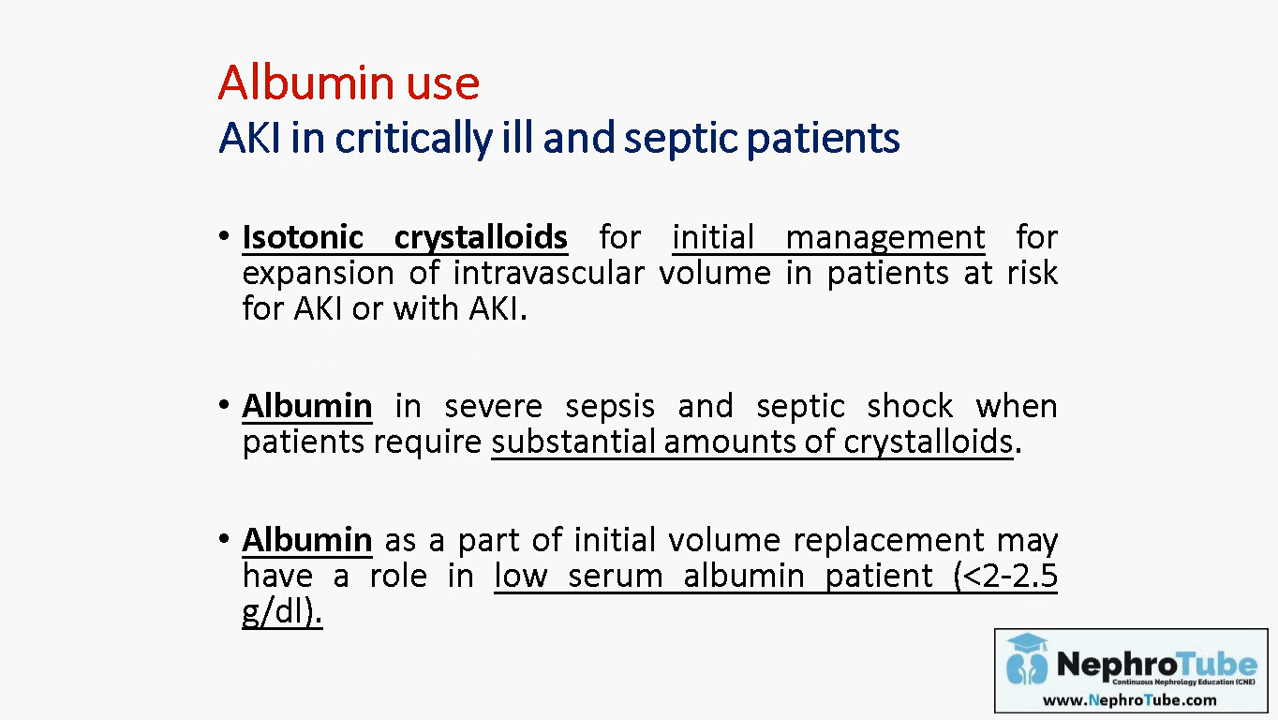 Albumin use
AKI in critically ill and septic patients
• Isotonic crystalloids for initial management for
expansion of intravascular volume in patients at risk
for AKI or with AKI.
• Albumin in severe sepsis and septic shock when
patients require substantial amounts of crystalloids.
• Albumin as a part of initial volume replacement may
have a role in low serum albumin patient (<2-2.5
g/dl).
NephroTube
Continuous Nephrology Education (CNE)
www.NephroTube.com